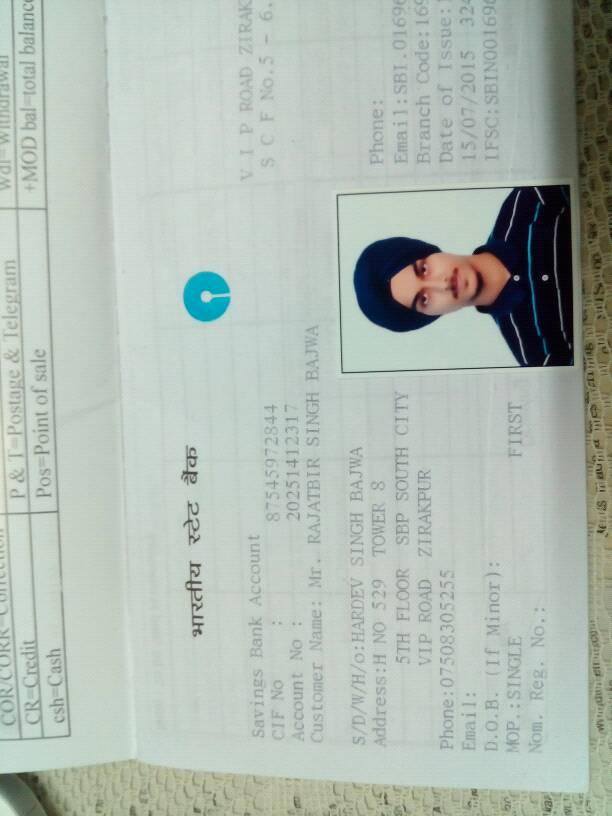 COR/CORR=Correction
CR=Credit
csh=Cash
P & T=Postage & Telegram
Pos=Point of sale
Wdl=Withdrawal
+MOD bal=total balance
भारतीय स्टेट बैंक
V I P ROAD ZIRAK
S C F No.5 - 6.
Savings Bank Account
CIF No : 87545972844
Account No : 20251412317
Customer Name: Mr. RAJATBIR SINGH BAJWA
S/D/W/H/o:HARDEV SINGH BAJWA
Address:H NO 529 TOWER 8
5TH FLOOR SBP SOUTH CITY
VIP ROAD ZIRAKPUR
Phone:07508305255
Email:
D.O.B. (If Minor):
MOP.:SINGLE FIRST
Nom. Reg. No.:
Phone:
Email:SBI.01696
Branch Code:169
Date of Issue:
15/07/2015 324
IFSC:SBIN001696